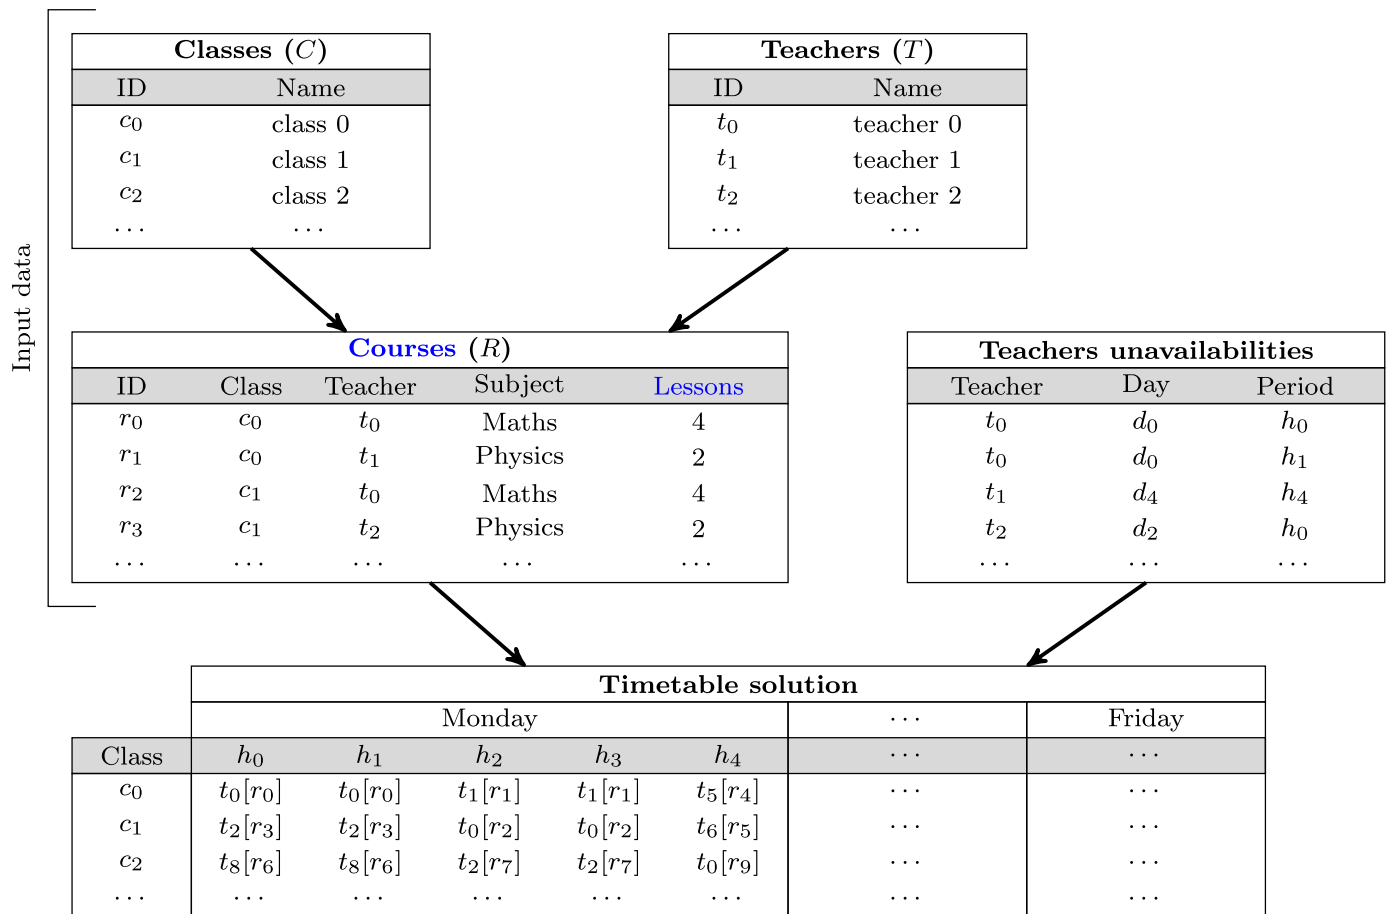 Input data
Classes (C)
ID Name
c₀ class 0
c₁ class 1
c₂ class 2
... ...
Teachers (T)
ID Name
t₀ teacher 0
t₁ teacher 1
t₂ teacher 2
... ...
Courses (R)
ID Class Teacher Subject Lessons
r₀ c₀ t₀ Maths 4
r₁ c₀ t₁ Physics 2
r₂ c₁ t₀ Maths 4
r₃ c₁ t₂ Physics 2
... ... ... ... ...
Teachers unavailabilities
Teacher Day Period
t₀ d₀ h₀
t₀ d₀ h₁
t₁ d₄ h₄
t₂ d₂ h₀
... ... ...
Timetable solution
Monday ... Friday
Class h₀ h₁ h₂ h₃ h₄ ... ...
c₀ t₀[r₀] t₀[r₀] t₁[r₁] t₁[r₁] t₅[r₄] ... ...
c₁ t₂[r₃] t₂[r₃] t₀[r₂] t₀[r₂] t₆[r₅] ... ...
c₂ t₈[r₆] t₈[r₆] t₂[r₇] t₂[r₇] t₀[r₉] ... ...
... ... ... ... ... ... ... ...